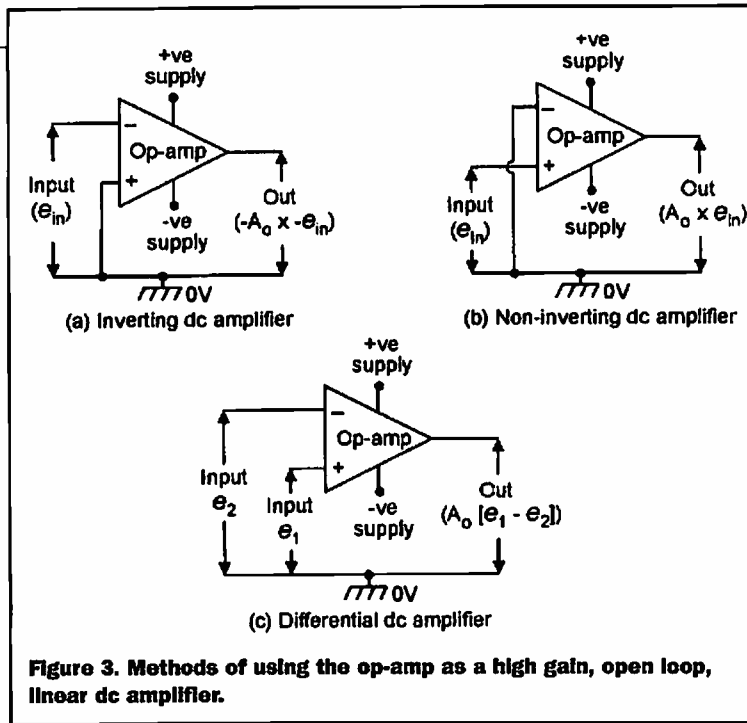 +ve
supply
−
Op-amp
+
Input
(e_in)
-ve
supply
Out
(-A_o x -e_in)
0V
(a) Inverting dc amplifier
+ve
supply
−
Op-amp
+
Input
(e_in)
-ve
supply
Out
(A_o x e_in)
0V
(b) Non-inverting dc amplifier
+ve
supply
−
Op-amp
+
Input
e_2
Input
e_1
-ve
supply
Out
(A_o [e_1 - e_2])
0V
(c) Differential dc amplifier
Figure 3. Methods of using the op-amp as a high gain, open loop,
linear dc amplifier.